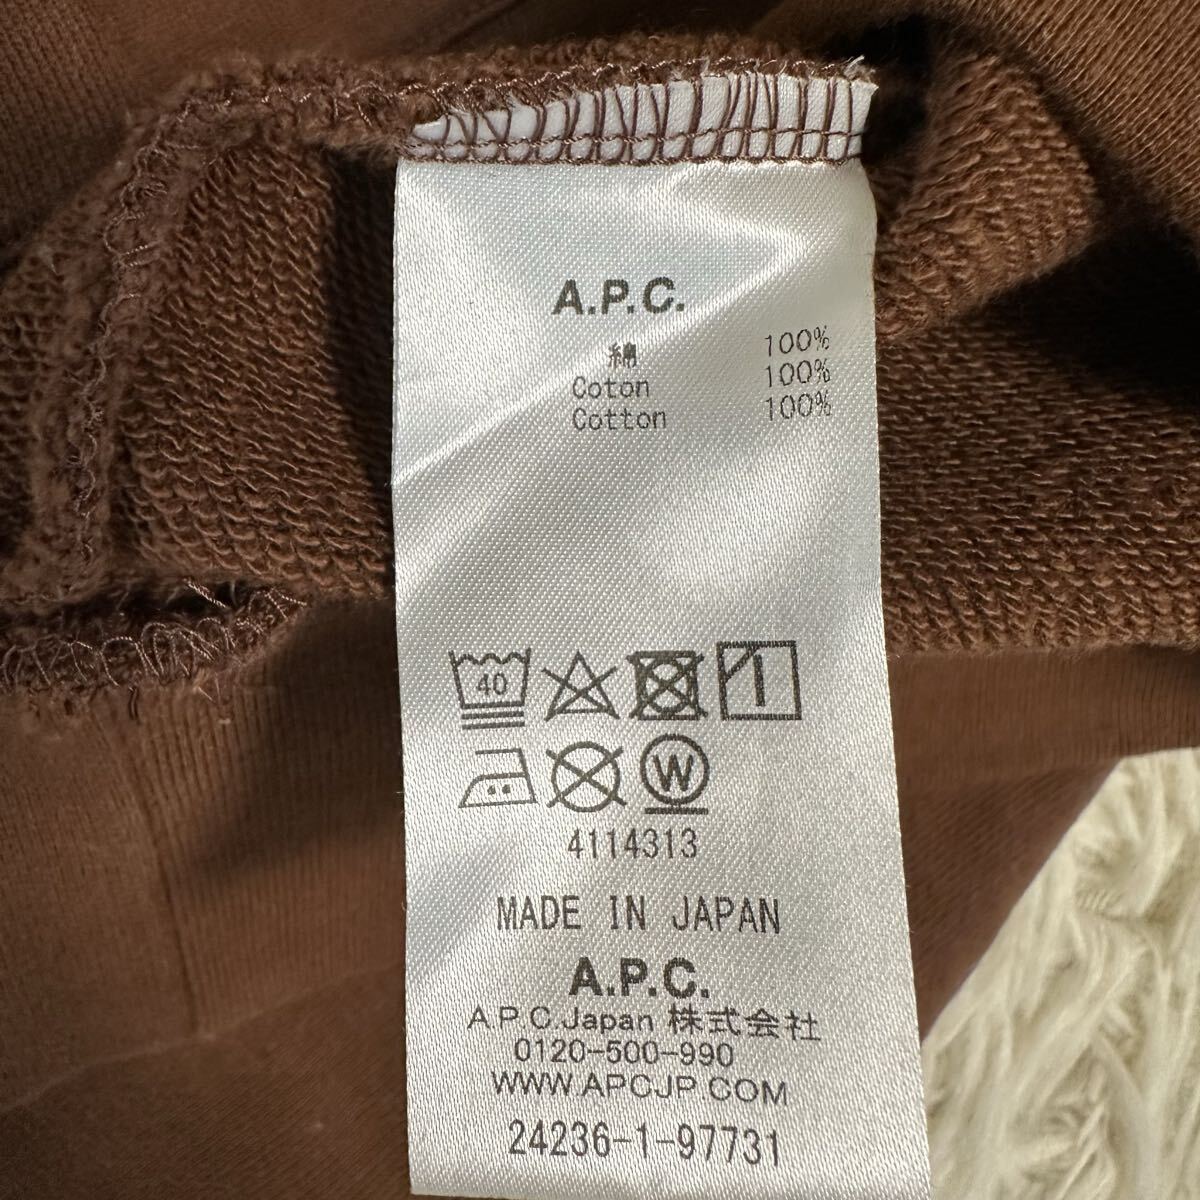 A.P.C.
綿 100%
Coton 100%
Cotton 100%
40
W
4114313
MADE IN JAPAN
A.P.C.
A.P.C.Japan 株式会社
0120-500-990
WWW.APCJP.COM
24236-1-97731